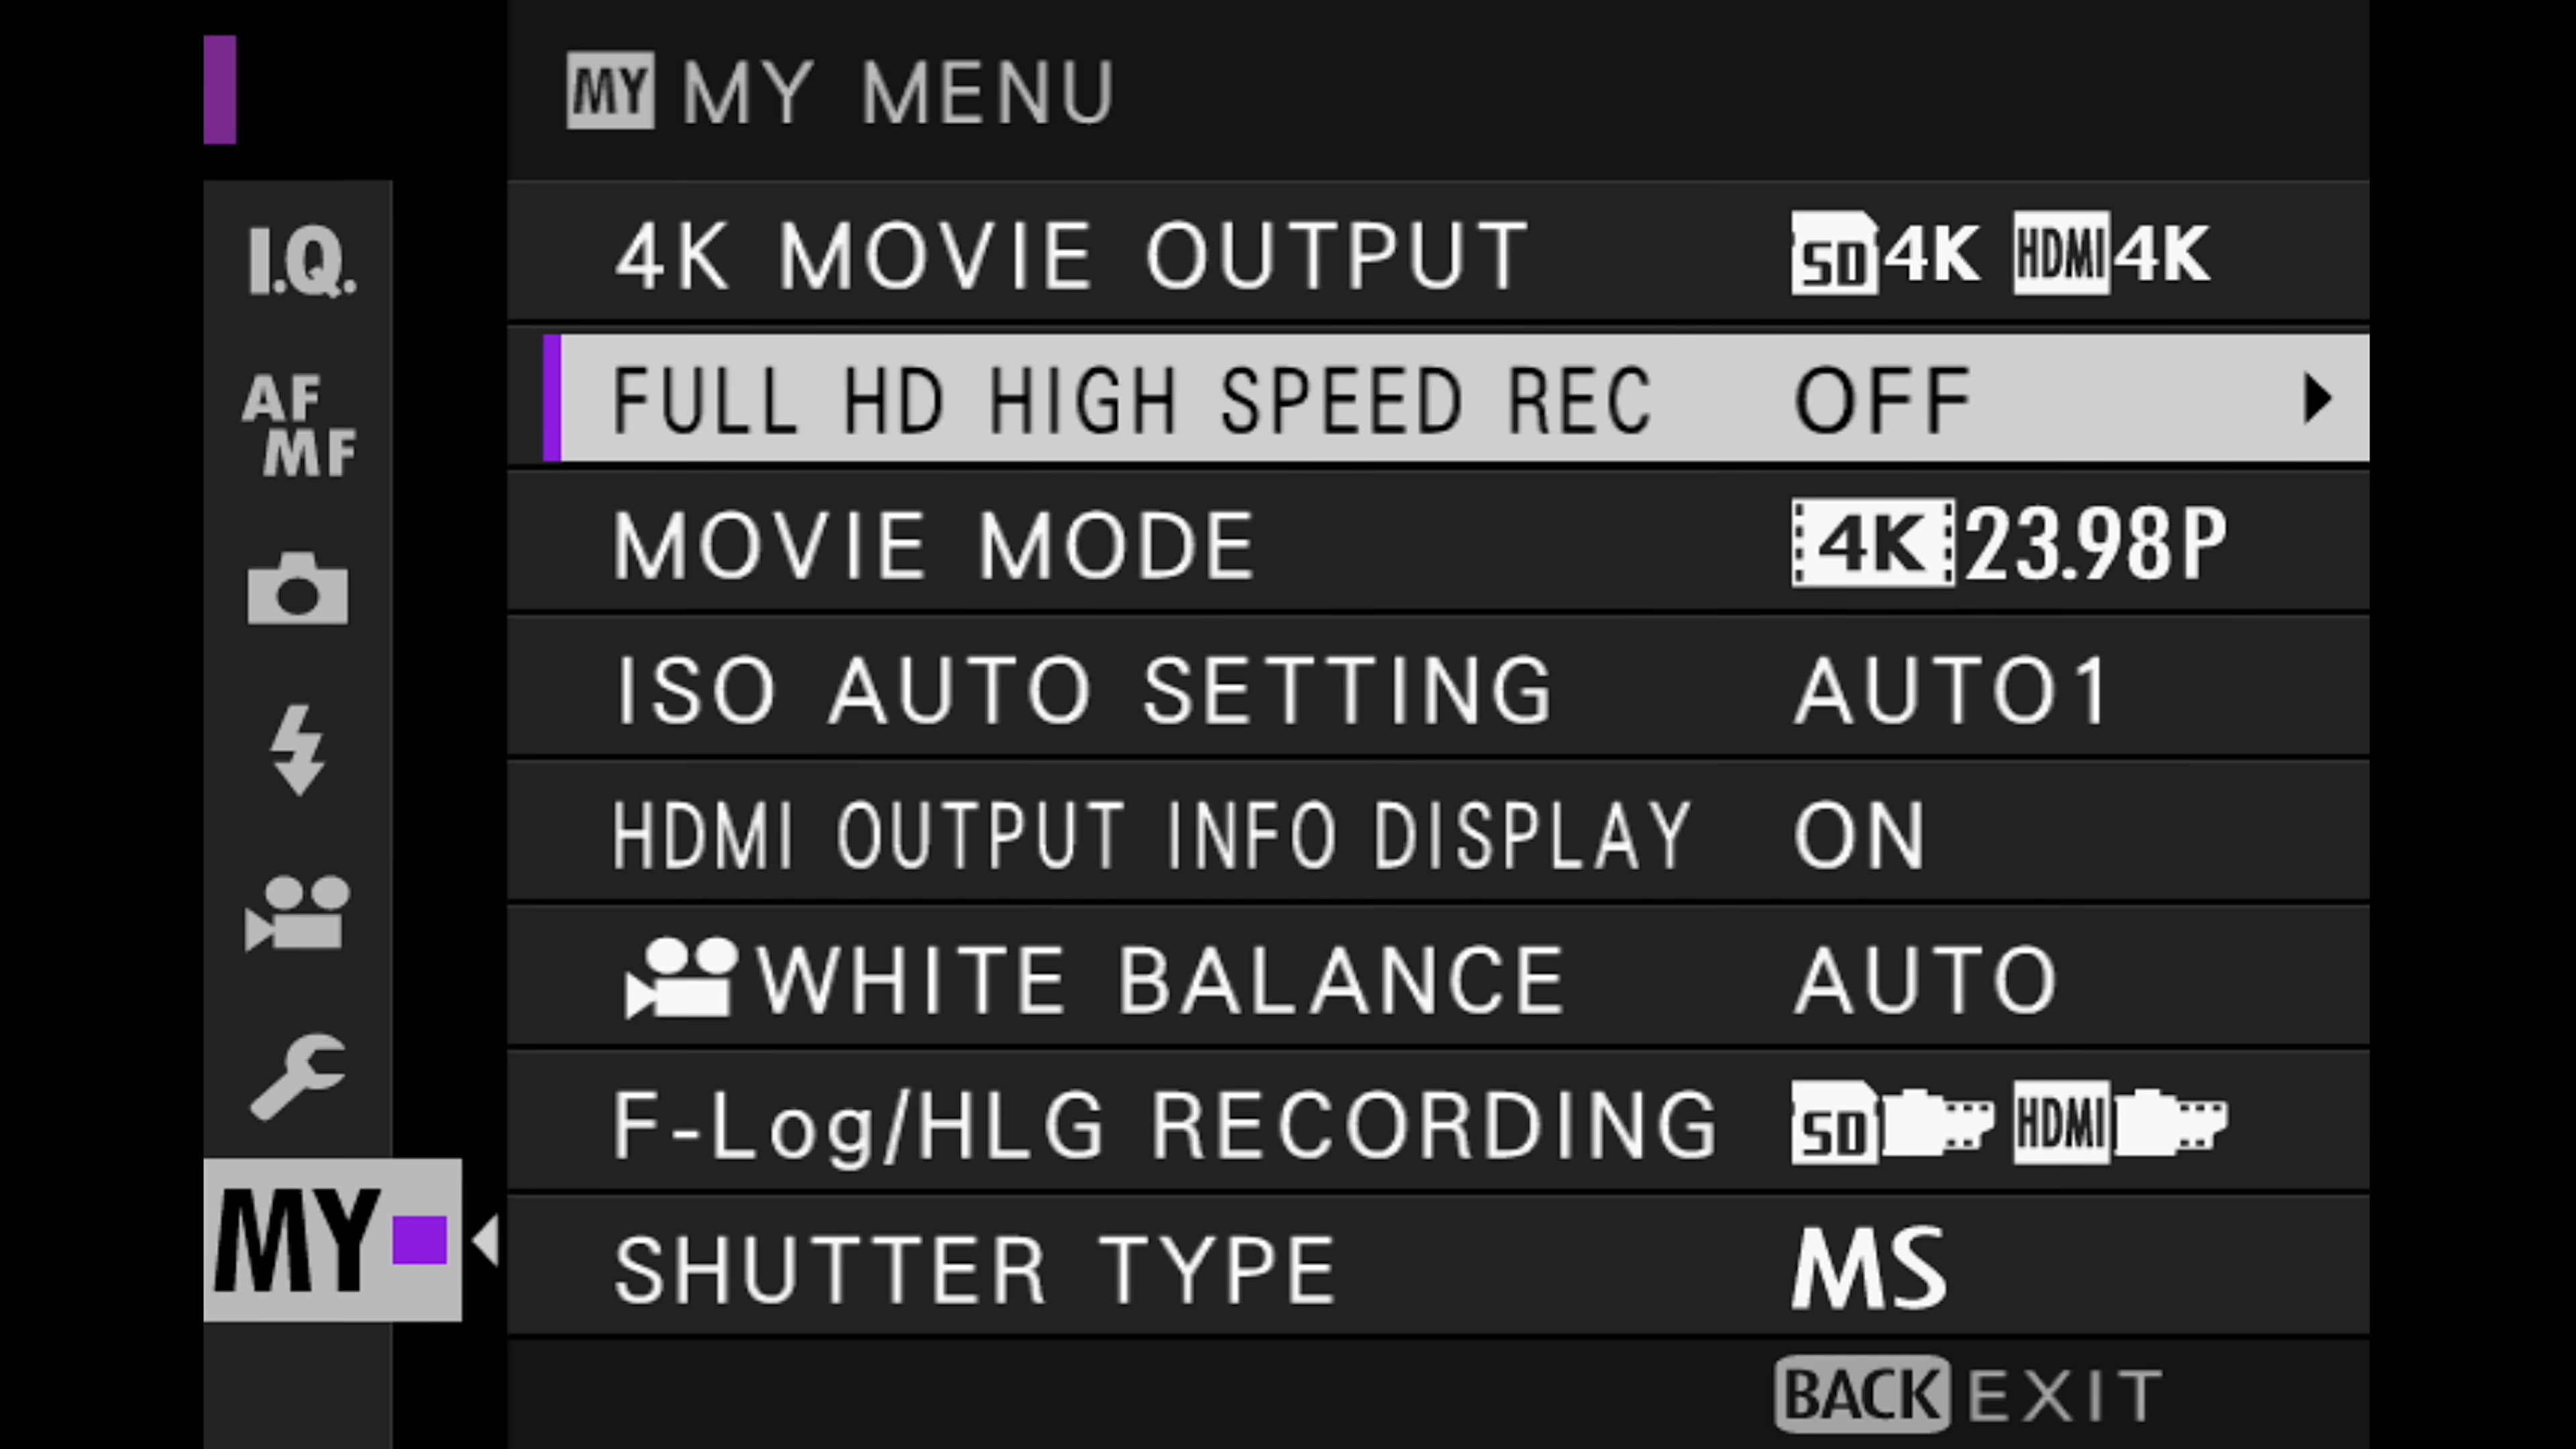 MY MY MENU
I.Q.
AF
MF
MY
4K MOVIE OUTPUT SD 4K HDMI 4K
FULL HD HIGH SPEED REC OFF
MOVIE MODE 4K 23.98P
ISO AUTO SETTING AUTO1
HDMI OUTPUT INFO DISPLAY ON
WHITE BALANCE AUTO
F-Log/HLG RECORDING SD HDMI
SHUTTER TYPE MS
BACK EXIT